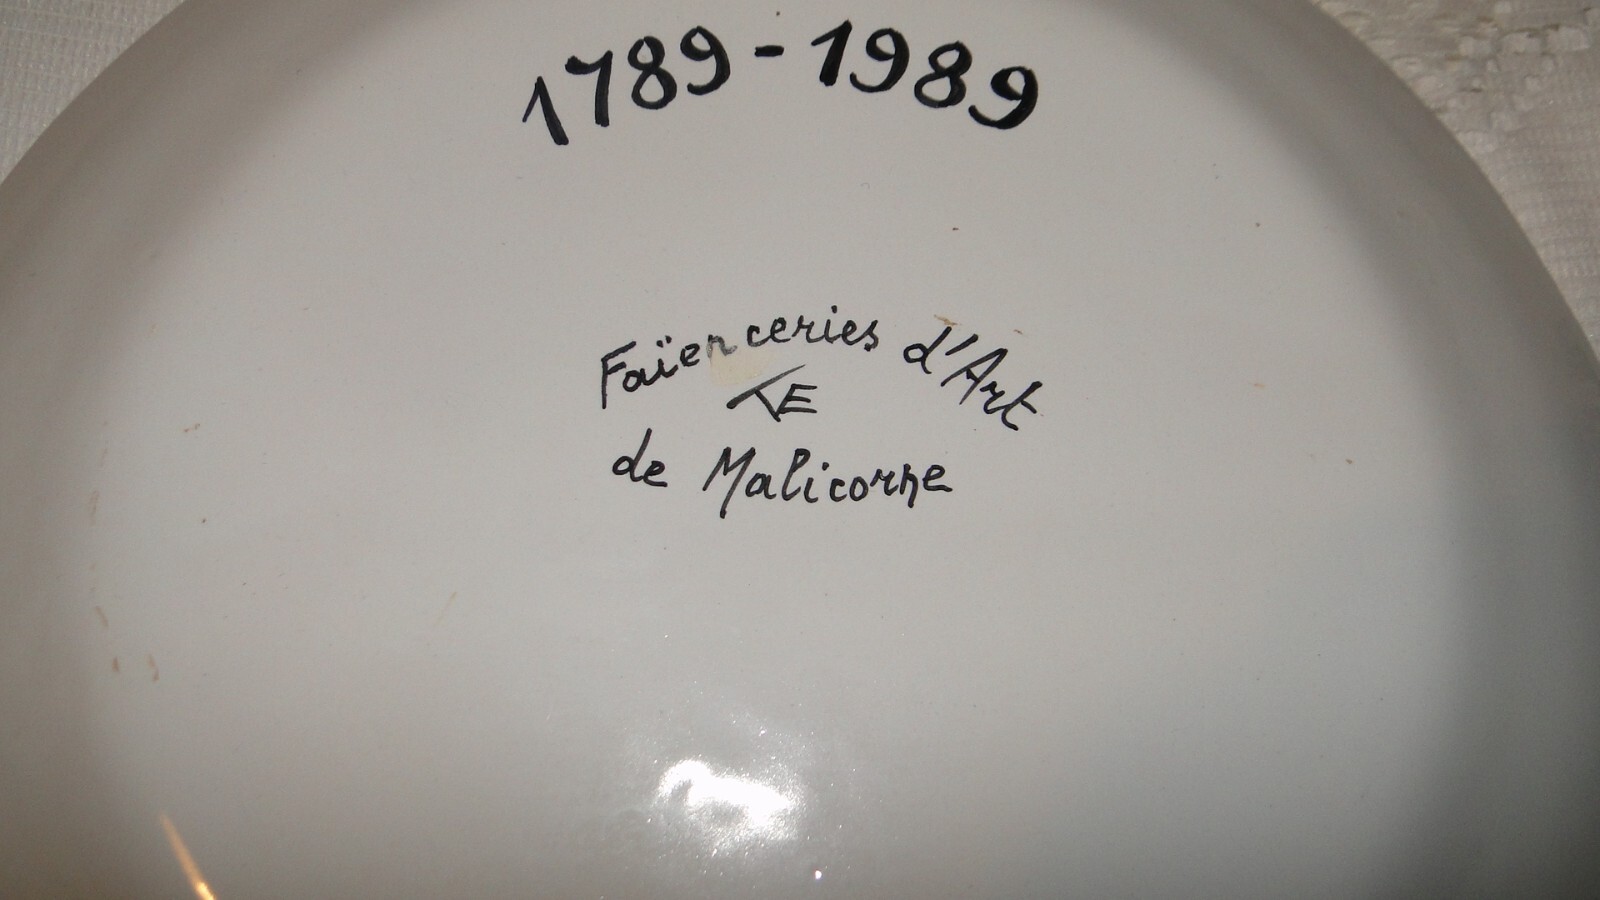 1789-1989
Faïenceries d'Art
TE
de Malicorne